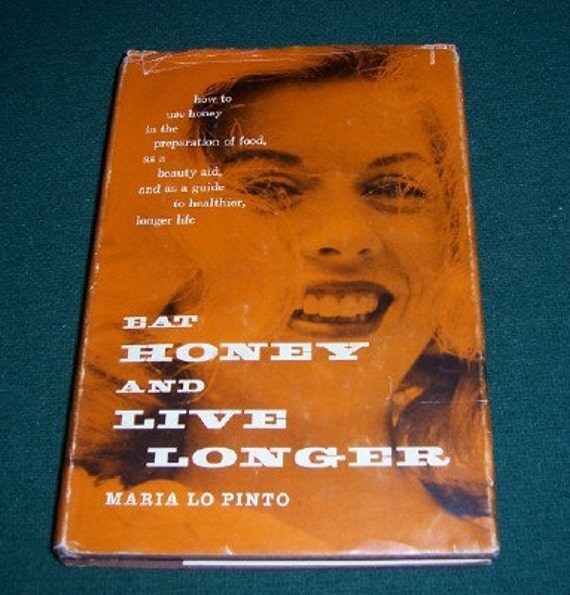 how to
use honey
in the
preparation of food,
as a
beauty aid,
and as a guide
to healthier,
longer life
EAT
HONEY
AND
LIVE
LONGER
MARIA LO PINTO